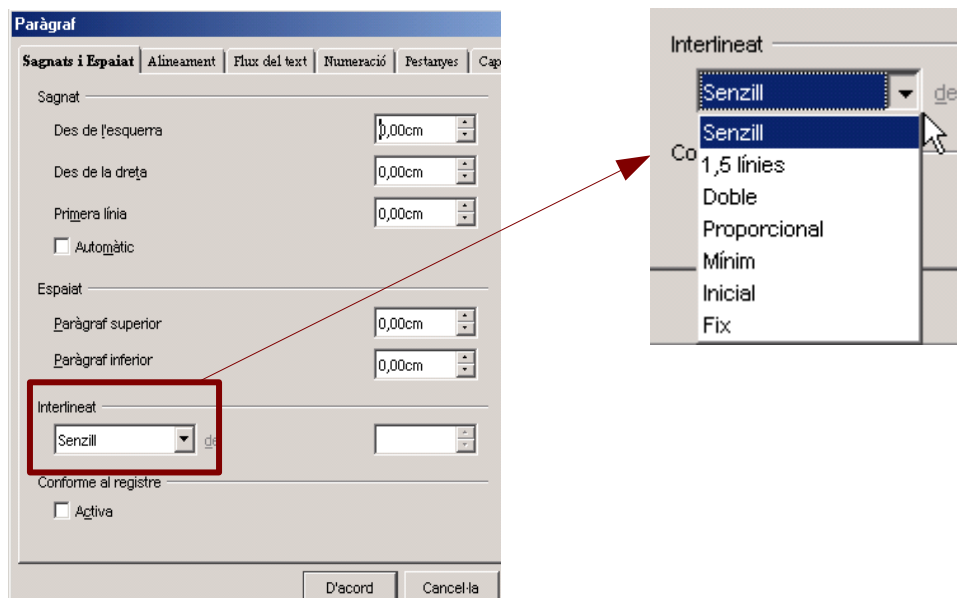 Paràgraf
Sagnats i Espaiat Alineament Flux del text Numeració Pestanyes Cap
Sagnat
Des de l'esquerra 0,00cm
Des de la dreta 0,00cm
Primera línia 0,00cm
Automàtic
Espaiat
Paràgraf superior 0,00cm
Paràgraf inferior 0,00cm
Interlineat
Senzill de
Conforme al registre
Activa
D'acord Cancel·la
Interlineat
Senzill de
Senzill
Co
1,5 línies
Doble
Proporcional
Mínim
Inicial
Fix